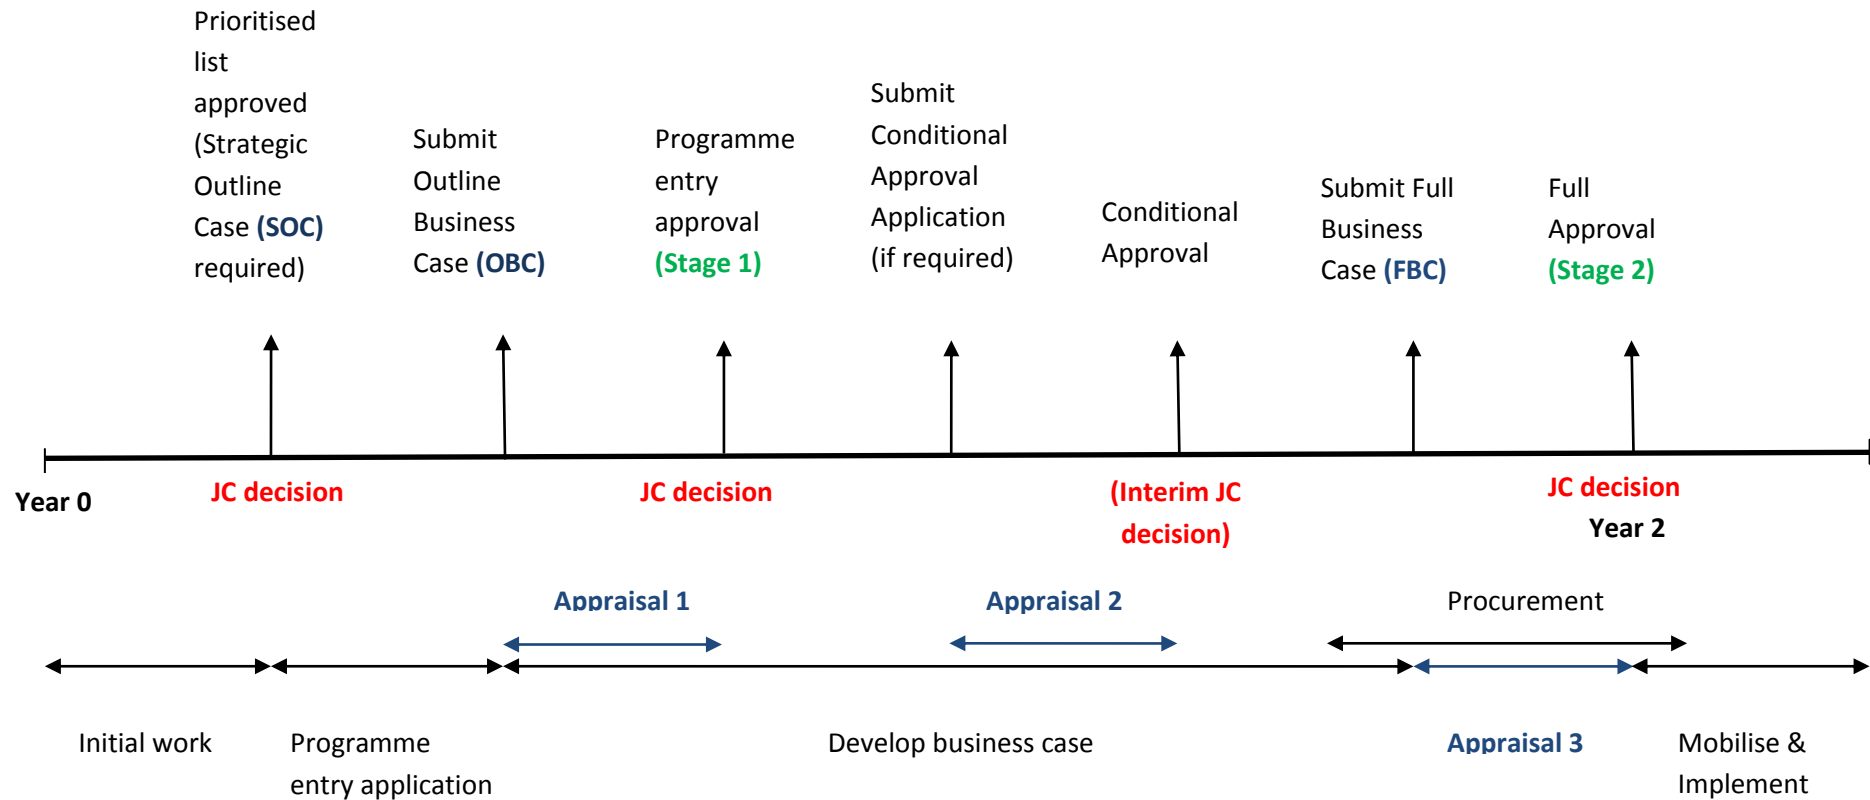 Prioritised
list
approved
(Strategic
Outline
Case (SOC)
required)
Submit
Outline
Business
Case (OBC)
Programme
entry
approval
(Stage 1)
Submit
Conditional
Approval
Application
(if required)
Conditional
Approval
Submit Full
Business
Case (FBC)
Full
Approval
(Stage 2)
Year 0
JC decision
JC decision
(Interim JC
decision)
JC decision
Year 2
Appraisal 1
Appraisal 2
Procurement
Initial work
Programme
entry application
Develop business case
Appraisal 3
Mobilise &
Implement